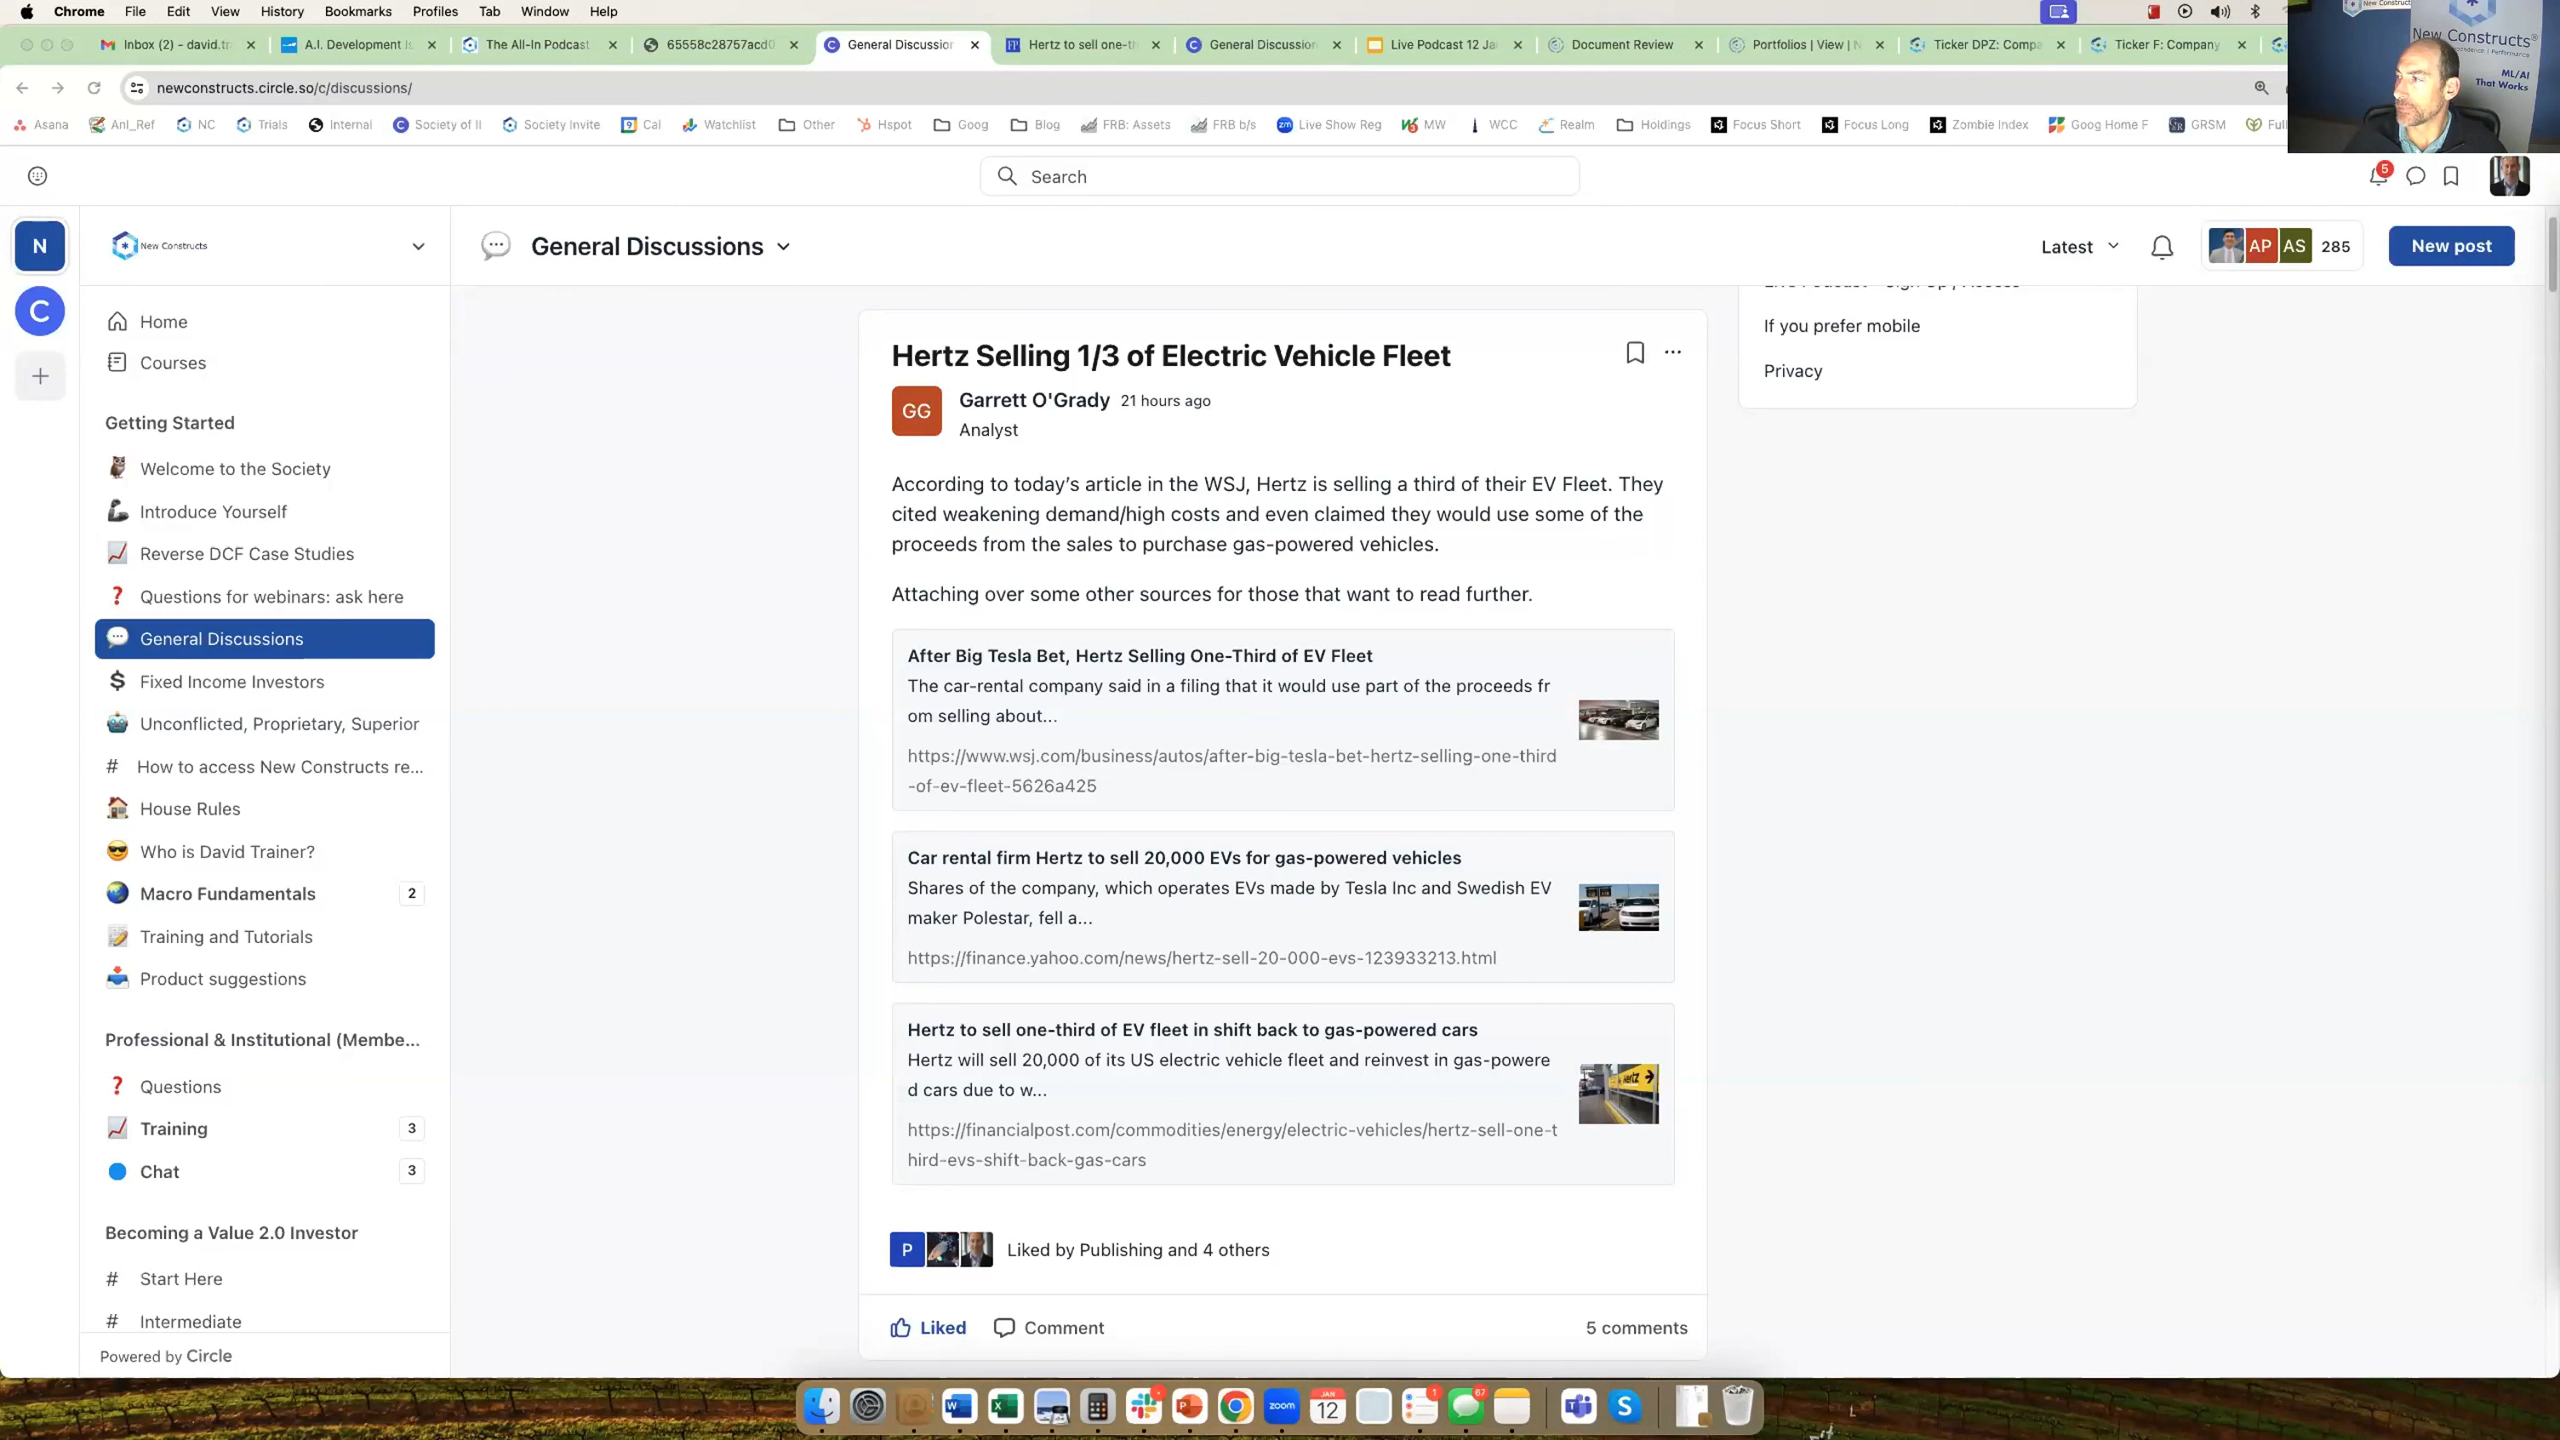 Chrome File Edit View History Bookmarks Profiles Tab Window Help
Inbox (2) - david.tr
A.I. Development Is
The All-In Podcast
65558c28757acd0
General Discussion
Hertz to sell one-th
General Discussion
Live Podcast 12 Ja
Document Review
Portfolios | View | N
Ticker DPZ: Compa
Ticker F: Company
newconstructs.circle.so/c/discussions/
Asana Anl_Ref NC Trials Internal Society of II Society Invite Cal Watchlist Other Hspot Goog Blog FRB: Assets FRB b/s Live Show Reg MW WCC Realm Holdings Focus Short Focus Long Zombie Index Goog Home F GRSM Full
New Constructs®
ML/AI
That Works
Search
5
N
C
New Constructs
General Discussions
Latest
AP AS 285
New post
Home
Courses
Getting Started
Welcome to the Society
Introduce Yourself
Reverse DCF Case Studies
Questions for webinars: ask here
General Discussions
Fixed Income Investors
Unconflicted, Proprietary, Superior
# How to access New Constructs re...
House Rules
Who is David Trainer?
Macro Fundamentals 2
Training and Tutorials
Product suggestions
Professional & Institutional (Membe...
Questions
Training 3
Chat 3
Becoming a Value 2.0 Investor
# Start Here
# Intermediate
Powered by Circle
Hertz Selling 1/3 of Electric Vehicle Fleet
GG
Garrett O'Grady 21 hours ago
Analyst
According to today's article in the WSJ, Hertz is selling a third of their EV Fleet. They
cited weakening demand/high costs and even claimed they would use some of the
proceeds from the sales to purchase gas-powered vehicles.
Attaching over some other sources for those that want to read further.
After Big Tesla Bet, Hertz Selling One-Third of EV Fleet
The car-rental company said in a filing that it would use part of the proceeds fr
om selling about...
https://www.wsj.com/business/autos/after-big-tesla-bet-hertz-selling-one-third
-of-ev-fleet-5626a425
Car rental firm Hertz to sell 20,000 EVs for gas-powered vehicles
Shares of the company, which operates EVs made by Tesla Inc and Swedish EV
maker Polestar, fell a...
https://finance.yahoo.com/news/hertz-sell-20-000-evs-123933213.html
Hertz to sell one-third of EV fleet in shift back to gas-powered cars
Hertz will sell 20,000 of its US electric vehicle fleet and reinvest in gas-powere
d cars due to w...
https://financialpost.com/commodities/energy/electric-vehicles/hertz-sell-one-t
hird-evs-shift-back-gas-cars
Hertz
P
Liked by Publishing and 4 others
Liked
Comment
5 comments
If you prefer mobile
Privacy
zoom
JAN
12
1
67